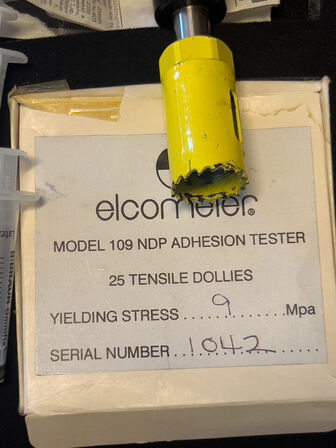 elcometer®
MODEL 109 NDP ADHESION TESTER
25 TENSILE DOLLIES
YIELDING STRESS....9.......Mpa
SERIAL NUMBER..1042........